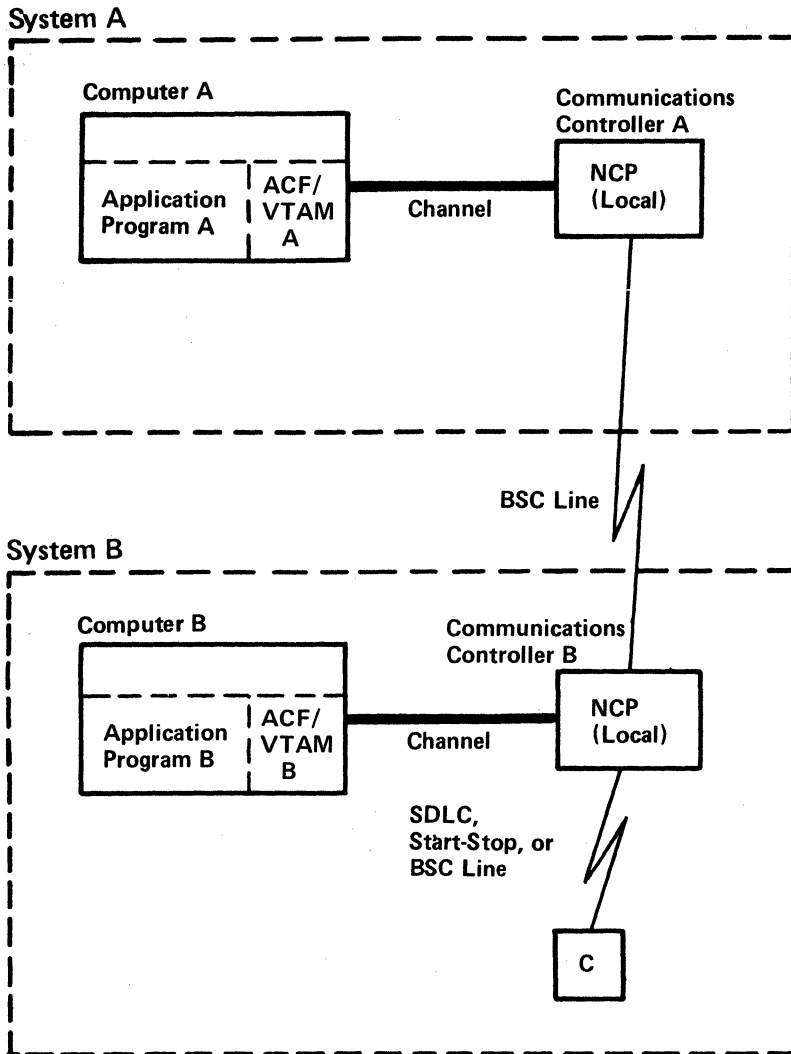 System A
Computer A
Communications
Controller A
Application
Program A
ACF/
VTAM
A
Channel
NCP
(Local)
BSC Line
System B
Computer B
Communications
Controller B
Application
Program B
ACF/
VTAM
B
Channel
NCP
(Local)
SDLC,
Start-Stop, or
BSC Line
C